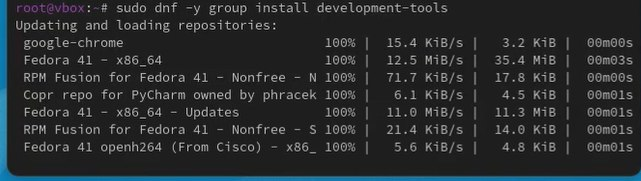 root@vbox:~# sudo dnf -y group install development-tools
Updating and loading repositories:
google-chrome 100% | 15.4 KiB/s | 3.2 KiB | 00m00s
Fedora 41 - x86_64 100% | 12.5 MiB/s | 35.4 MiB | 00m03s
RPM Fusion for Fedora 41 - Nonfree - N 100% | 71.7 KiB/s | 17.8 KiB | 00m00s
Copr repo for PyCharm owned by phracek 100% | 6.1 KiB/s | 4.5 KiB | 00m01s
Fedora 41 - x86_64 - Updates 100% | 11.0 MiB/s | 11.3 MiB | 00m01s
RPM Fusion for Fedora 41 - Nonfree - S 100% | 21.4 KiB/s | 14.0 KiB | 00m01s
Fedora 41 openh264 (From Cisco) - x86_ 100% | 5.6 KiB/s | 4.8 KiB | 00m01s